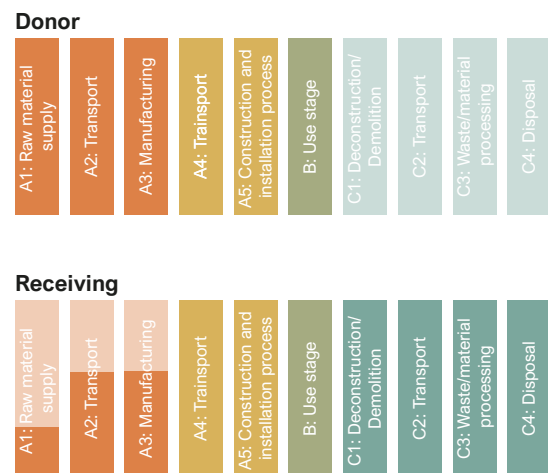 Donor
A1: Raw material
supply
A2: Transport
A3: Manufacturing
A4: Trainsport
A5: Construction and
installation process
B: Use stage
C1: Deconstruction/
Demolition
C2: Transport
C3: Waste/material
processing
C4: Disposal
Receiving
A1: Raw material
supply
A2: Transport
A3: Manufacturing
A4: Trainsport
A5: Construction and
installation process
B: Use stage
C1: Deconstruction/
Demolition
C2: Transport
C3: Waste/material
processing
C4: Disposal